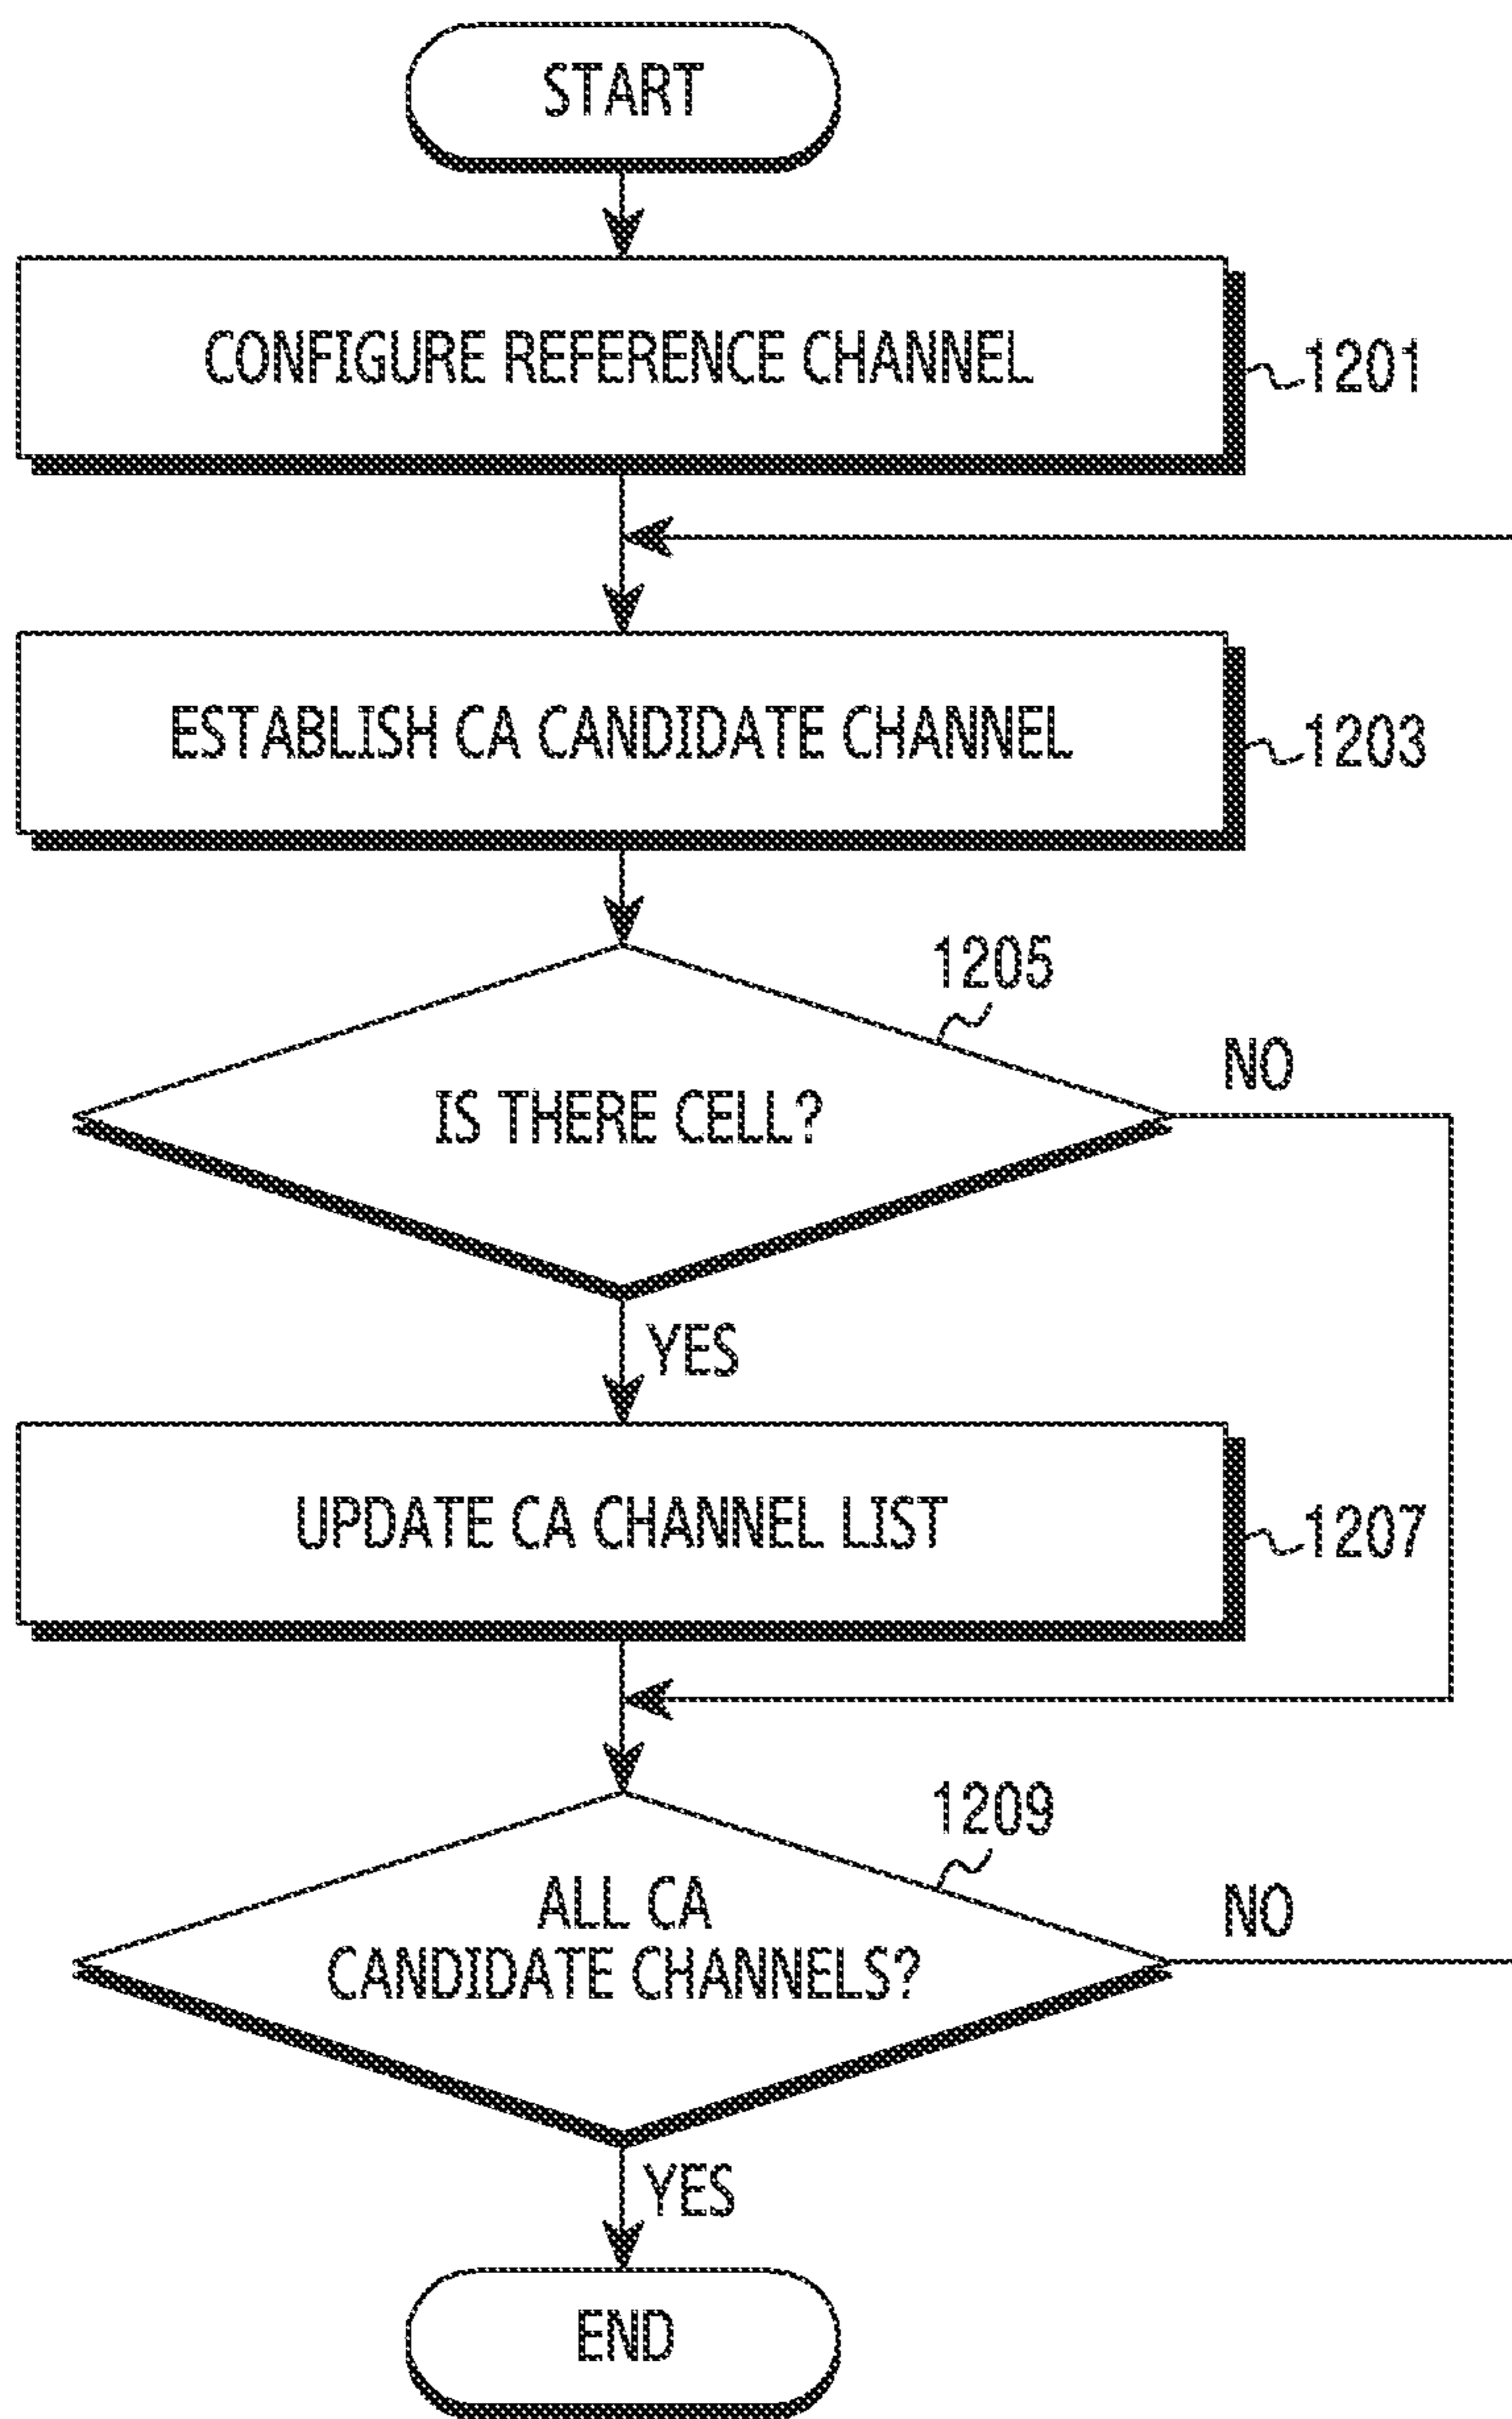 START
CONFIGURE REFERENCE CHANNEL
1201
ESTABLISH CA CANDIDATE CHANNEL
1203
1205
NO
IS THERE CELL?
YES
UPDATE CA CHANNEL LIST
1207
1209
ALL CA
CANDIDATE CHANNELS?
NO
YES
END